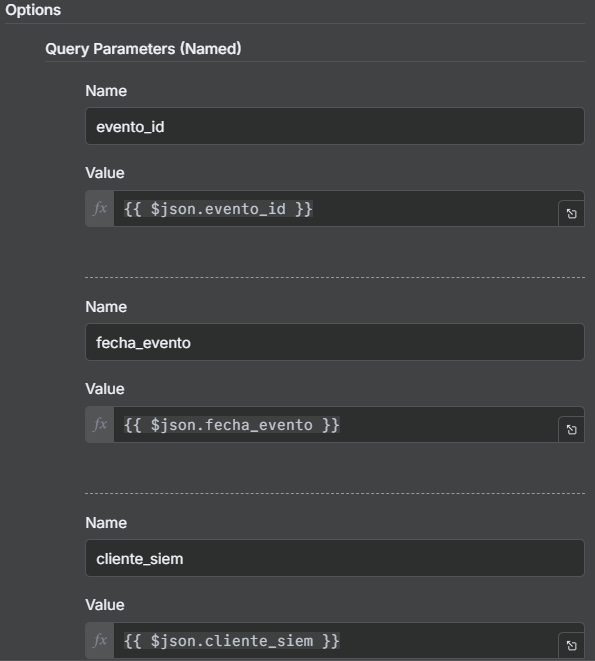 Options
Query Parameters (Named)
Name
evento_id
Value
fx {{ $json.evento_id }}
Name
fecha_evento
Value
fx {{ $json.fecha_evento }}
Name
cliente_siem
Value
fx {{ $json.cliente_siem }}